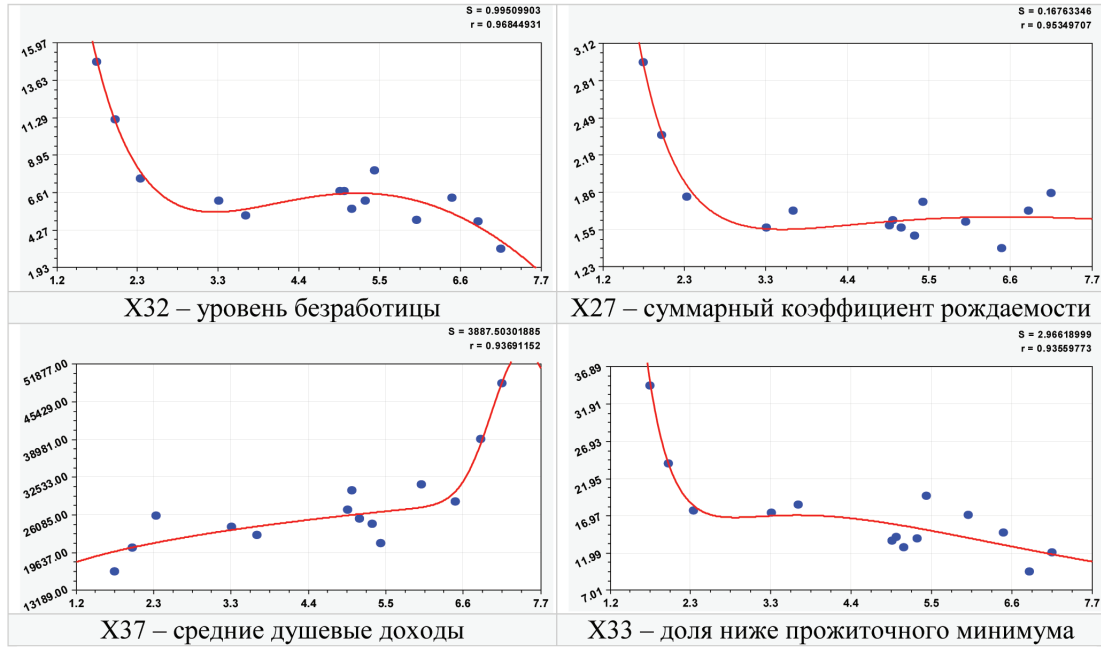 S = 0.99509903
r = 0.96844931
15.97
13.63
11.29
8.95
6.61
4.27
1.93
1.2 2.3 3.3 4.4 5.5 6.6 7.7
X32 – уровень безработицы
S = 0.16763346
r = 0.95349707
3.12
2.81
2.49
2.18
1.86
1.55
1.23
1.2 2.3 3.3 4.4 5.5 6.6 7.7
X27 – суммарный коэффициент рождаемости
S = 3887.50301885
r = 0.93691152
51877.00
45429.00
38981.00
32533.00
26085.00
19637.00
13189.00
1.2 2.3 3.3 4.4 5.5 6.6 7.7
X37 – средние душевые доходы
S = 2.96618999
r = 0.93559773
36.89
31.91
26.93
21.95
16.97
11.99
7.01
1.2 2.3 3.3 4.4 5.5 6.6 7.7
X33 – доля ниже прожиточного минимума